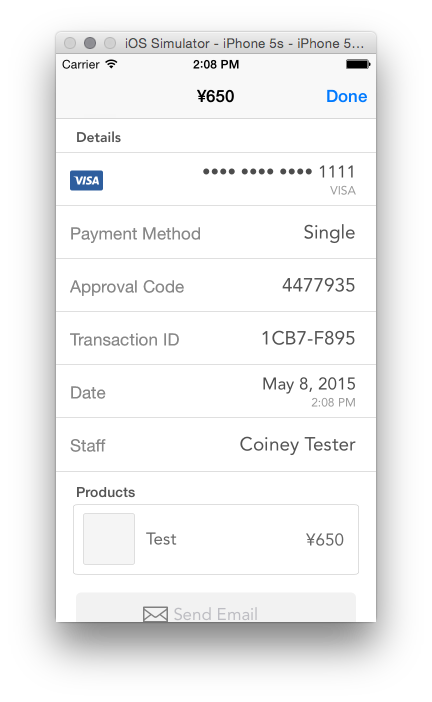 iOS Simulator - iPhone 5s - iPhone 5...
Carrier 2:08 PM
¥650 Done
Details
VISA •••• •••• •••• 1111
VISA
Payment Method Single
Approval Code 4477935
Transaction ID 1CB7-F895
Date May 8, 2015
2:08 PM
Staff Coiney Tester
Products
Test ¥650
Send Email